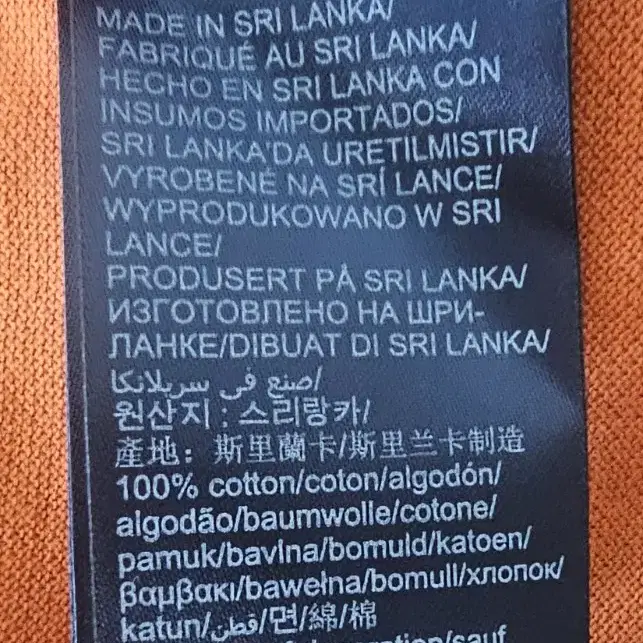 MADE IN SRI LANKA/
FABRIQUÉ AU SRI LANKA/
HECHO EN SRI LANKA CON
INSUMOS IMPORTADOS/
SRI LANKA'DA URETILMISTIR/
VYROBENÉ NA SRÍ LANCE/
WYPRODUKOWANO W SRI
LANCE/
PRODUSERT PÅ SRI LANKA/
ИЗГОТОВЛЕНО НА ШРИ-
ЛАНКЕ/DIBUAT DI SRI LANKA/
صنع في سريلانكا/
원산지 : 스리랑카/
產地：斯里蘭卡/斯里兰卡制造
100% cotton/coton/algodón/
algodão/baumwolle/cotone/
pamuk/bavlna/bomuld/katoen/
βαμβακι/bawełna/bomull/хлопок/
katun/قطن/면/綿/棉
/sauf